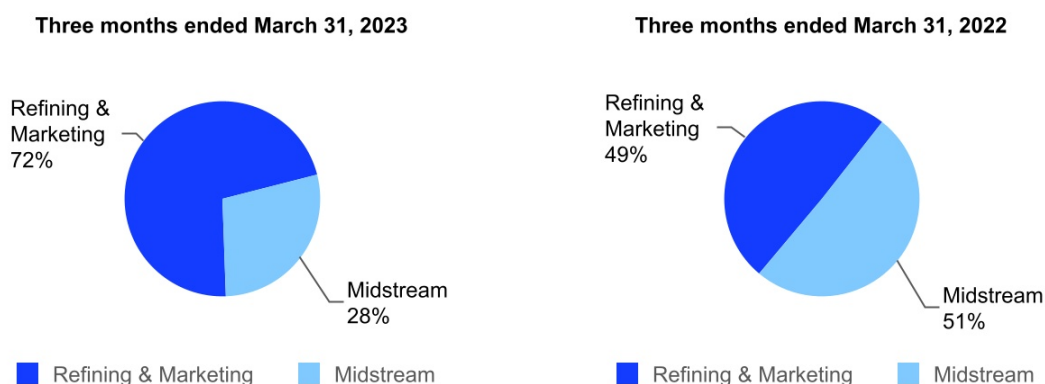 Three months ended March 31, 2023
Refining &
Marketing
72%
Midstream
28%
Refining & Marketing
Midstream
Three months ended March 31, 2022
Refining &
Marketing
49%
Midstream
51%
Refining & Marketing
Midstream